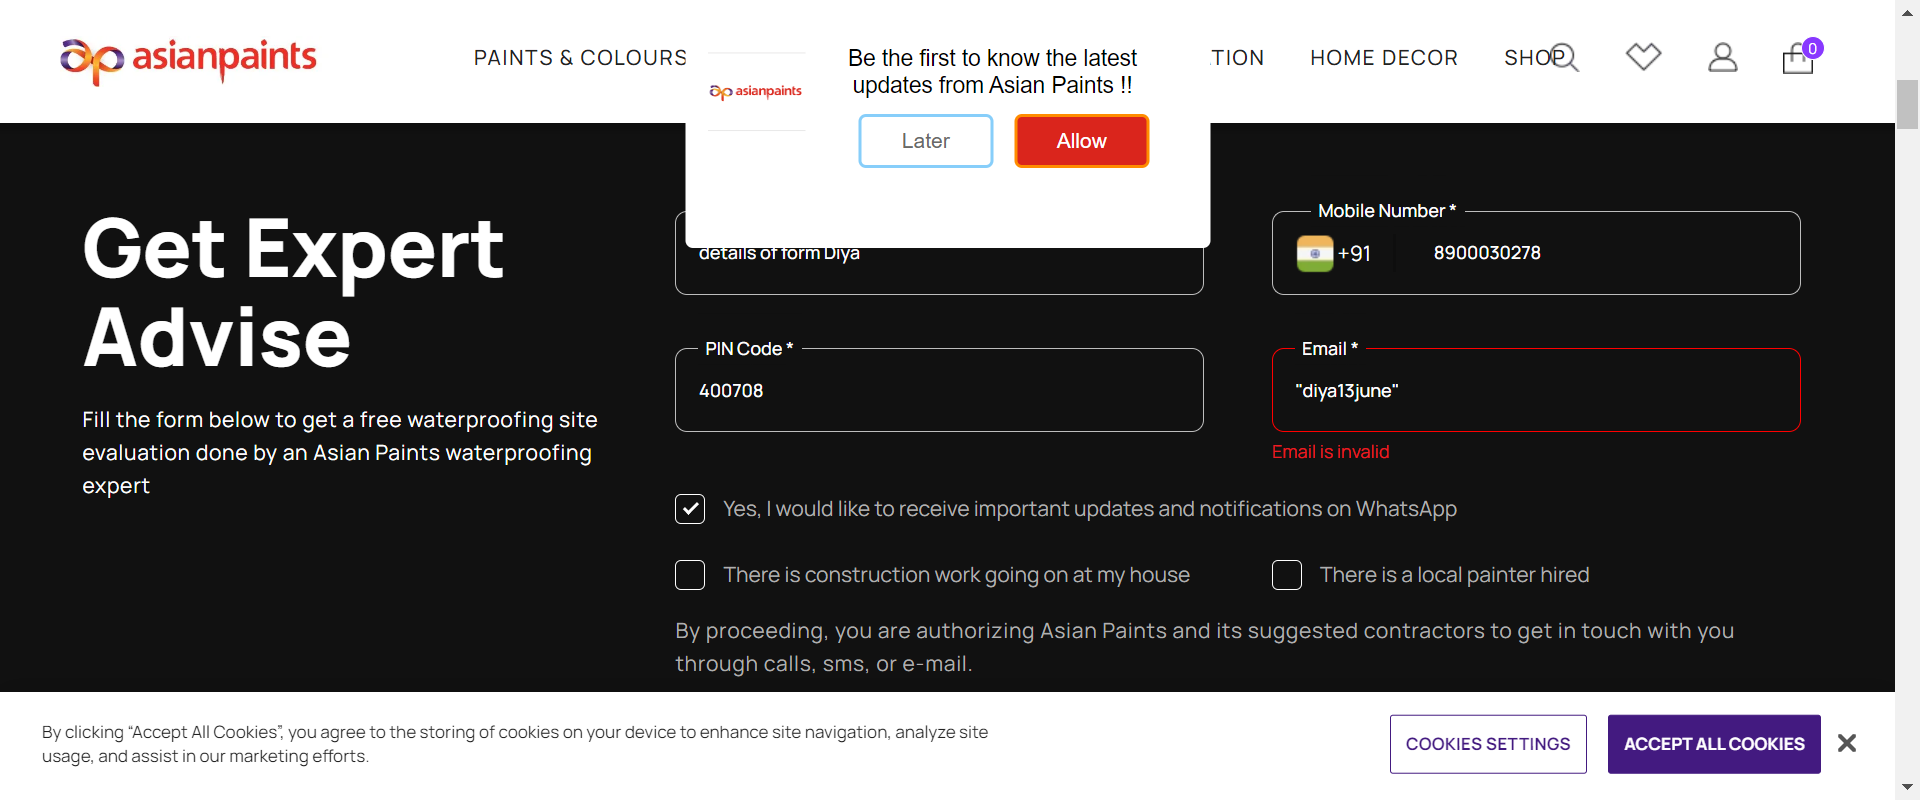 asianpaints
PAINTS & COLOURS
TION
HOME DECOR
SHOP
0
asianpaints
Be the first to know the latest
updates from Asian Paints !!
Later
Allow
Get Expert
Advise
Fill the form below to get a free waterproofing site
evaluation done by an Asian Paints waterproofing
expert
details of form Diya
Mobile Number *
+91
8900030278
PIN Code *
400708
Email *
"diya13june"
Email is invalid
Yes, I would like to receive important updates and notifications on WhatsApp
There is construction work going on at my house
There is a local painter hired
By proceeding, you are authorizing Asian Paints and its suggested contractors to get in touch with you
through calls, sms, or e-mail.
By clicking “Accept All Cookies”, you agree to the storing of cookies on your device to enhance site navigation, analyze site
usage, and assist in our marketing efforts.
COOKIES SETTINGS
ACCEPT ALL COOKIES